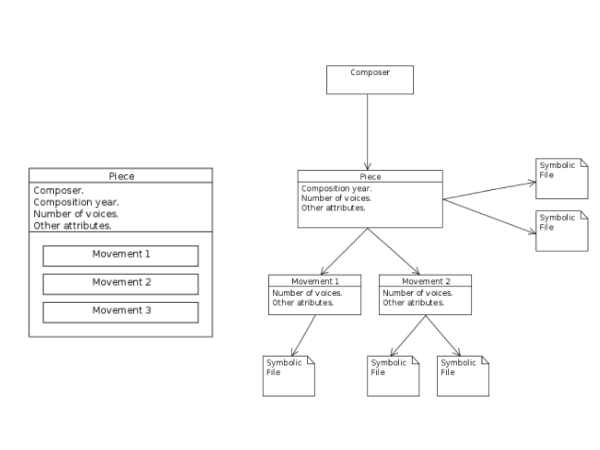 Piece
Composer.
Composition year.
Number of voices.
Other attributes.
Movement 1
Movement 2
Movement 3
Composer
Piece
Composition year.
Number of voices.
Other attributes.
Symbolic
File
Symbolic
File
Movement 1
Number of voices.
Other atributes.
Movement 2
Number of voices.
Other attributes.
Symbolic
File
Symbolic
File
Symbolic
File